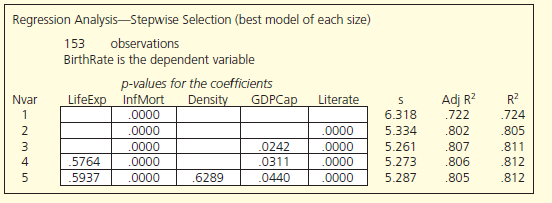 Regression Analysis—Stepwise Selection (best model of each size)
153 observations
BirthRate is the dependent variable
p-values for the coefficients
Nvar LifeExp InfMort Density GDPCap Literate s Adj R² R²
1 .0000 6.318 .722 .724
2 .0000 .0000 5.334 .802 .805
3 .0000 .0242 .0000 5.261 .807 .811
4 .5764 .0000 .0311 .0000 5.273 .806 .812
5 .5937 .0000 .6289 .0440 .0000 5.287 .805 .812